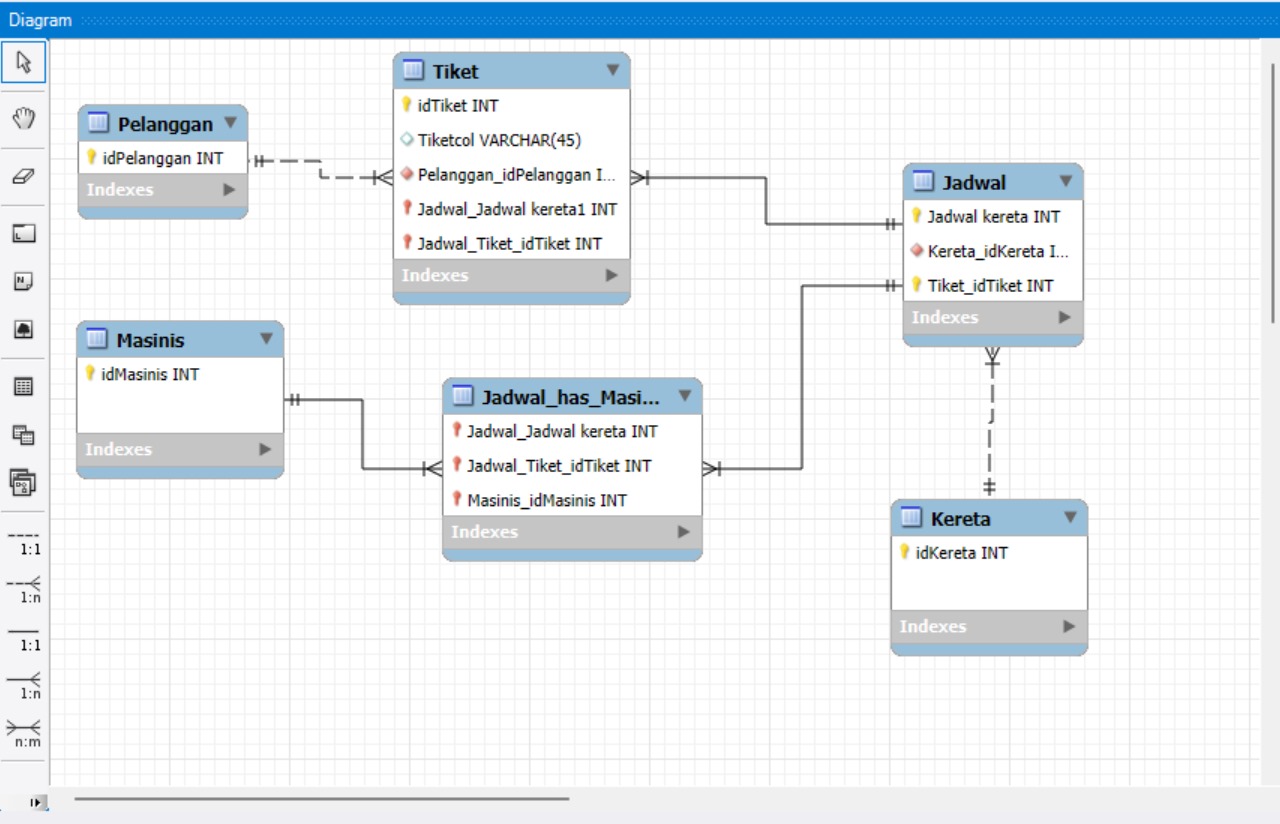 Diagram
Pelanggan
idPelanggan INT
Indexes
Tiket
idTiket INT
Tiketcol VARCHAR(45)
Pelanggan_idPelanggan I...
Jadwal_Jadwal kereta1 INT
Jadwal_Tiket_idTiket INT
Indexes
Jadwal
Jadwal kereta INT
Kereta_idKereta I...
Tiket_idTiket INT
Indexes
Masinis
idMasinis INT
Indexes
Jadwal_has_Masi...
Jadwal_Jadwal kereta INT
Jadwal_Tiket_idTiket INT
Masinis_idMasinis INT
Indexes
Kereta
idKereta INT
Indexes
1:1
1:n
1:1
1:n
n:m